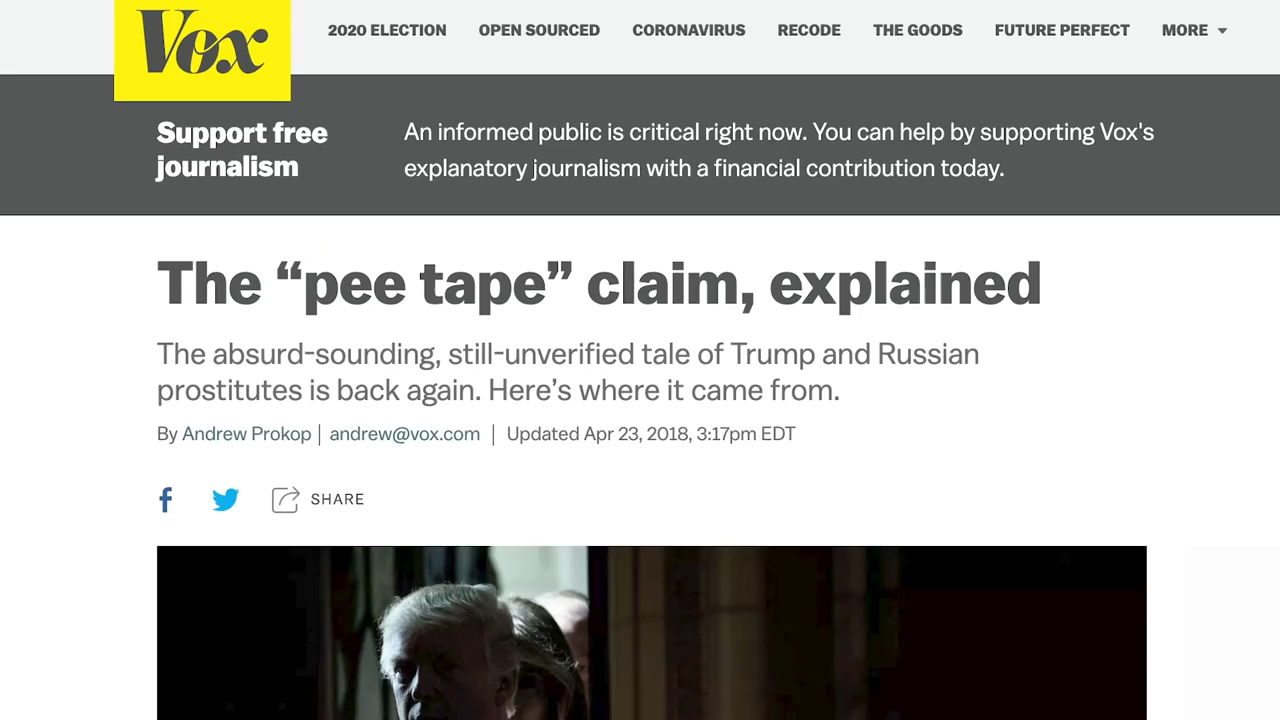 Vox
2020 ELECTION OPEN SOURCED CORONAVIRUS RECODE THE GOODS FUTURE PERFECT MORE
Support free
journalism
An informed public is critical right now. You can help by supporting Vox's
explanatory journalism with a financial contribution today.
The “pee tape” claim, explained
The absurd-sounding, still-unverified tale of Trump and Russian
prostitutes is back again. Here’s where it came from.
By Andrew Prokop | andrew@vox.com | Updated Apr 23, 2018, 3:17pm EDT
SHARE